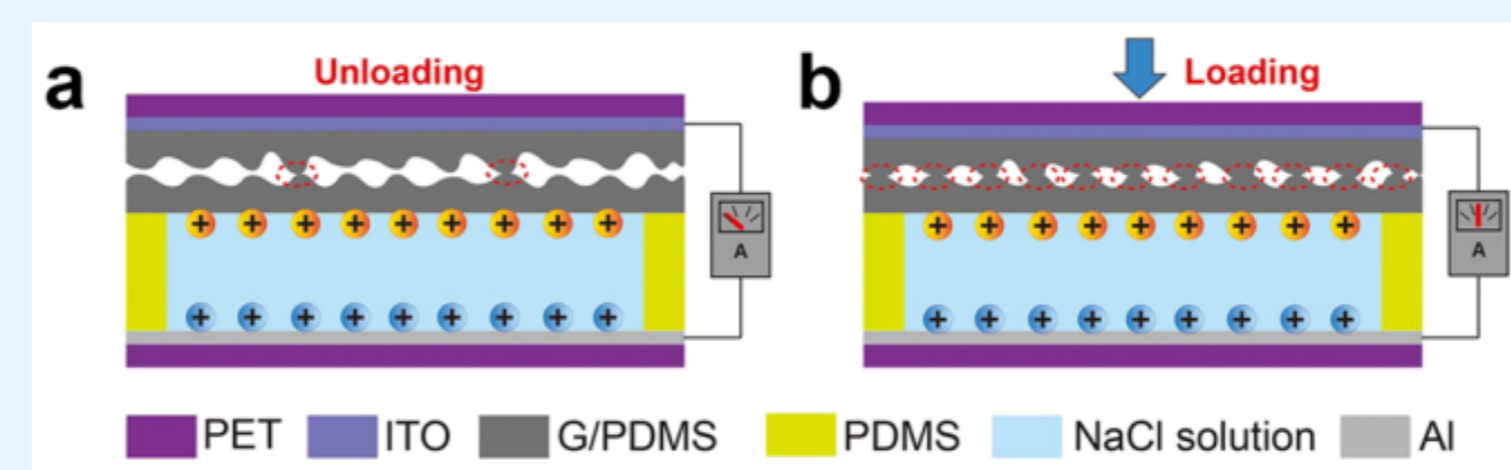 a
Unloading
b
Loading
+ + + + + + + + +
+ + + + + + + + +
A
+ + + + + + + + +
+ + + + + + + + +
A
PET ITO G/PDMS PDMS NaCl solution Al